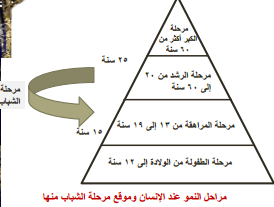 مرحلة
الكبر أكثر من
٦٠ سنة
٢٥ سنة
مرحلة الرشد من ٢٠
إلى ٦٠ سنة
مرحلة
الشباب
مرحلة المراهقة من ١٣ إلى ١٩ سنة
١٥ سنة
مرحلة الطفولة من الولادة إلى ١٢ سنة
مراحل النمو عند الإنسان وموقع مرحلة الشباب منها